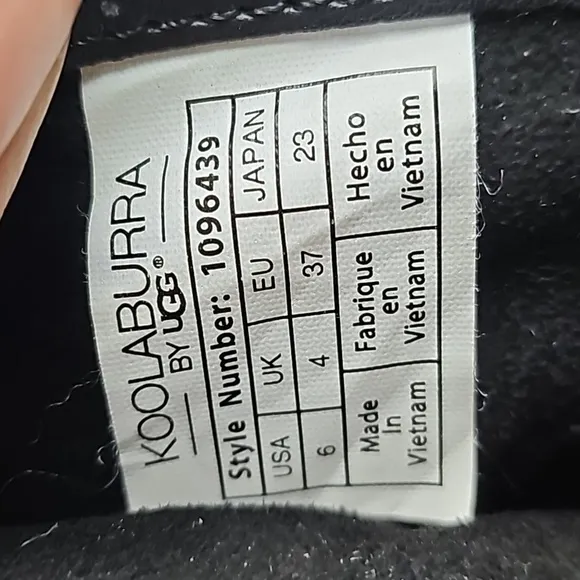 KOOLABURRA
BY UGG®
Style Number: 1096439
USA UK EU JAPAN
6 4 37 23
Made Fabrique Hecho
In en en
Vietnam Vietnam Vietnam